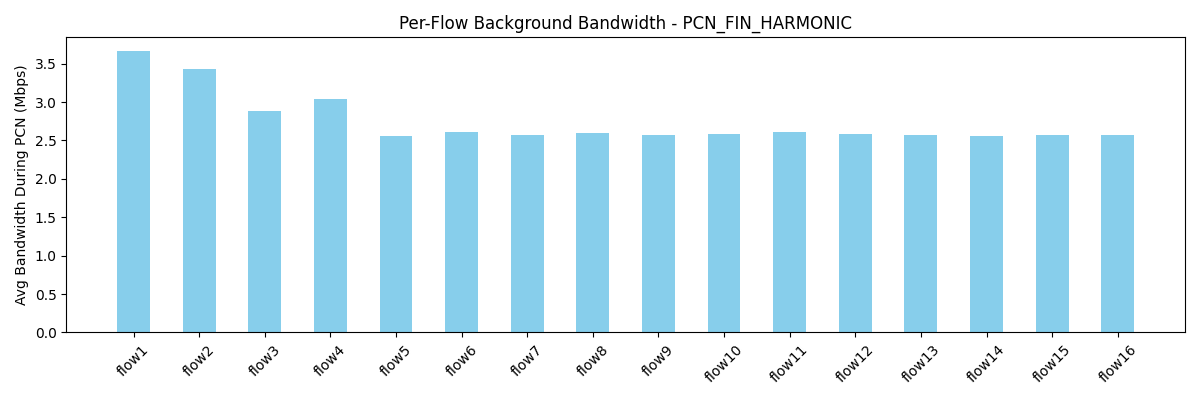 Per-Flow Background Bandwidth - PCN_FIN_HARMONIC
Avg Bandwidth During PCN (Mbps)
3.5
3.0
2.5
2.0
1.5
1.0
0.5
0.0
flow1
flow2
flow3
flow4
flow5
flow6
flow7
flow8
flow9
flow10
flow11
flow12
flow13
flow14
flow15
flow16